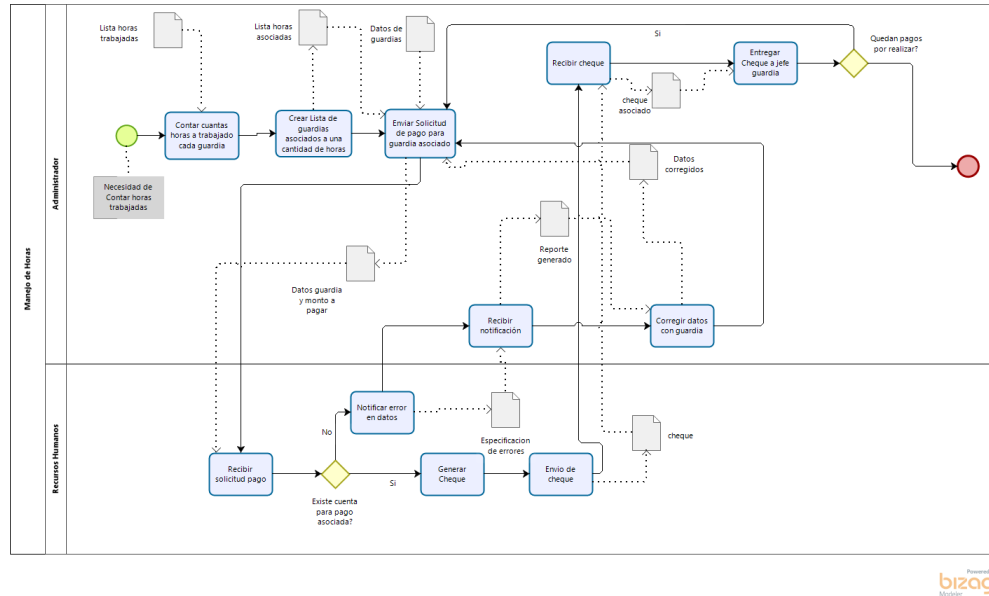 Lista horas
trabajadas
Lista horas
asociadas
Datos de
guardias
Si
Quedan pagos
por realizar?
Recibir cheque
Entregar
Cheque a jefe
guardia
cheque
asociado
Contar cuantas
horas a trabajado
cada guardia
Crear Lista de
guardias
asociados a una
cantidad de horas
Enviar Solicitud
de pago para
guardia asociado
Datos
corregidos
Necesidad de
Contar horas
trabajadas
Administrador
Manejo de Horas
Reporte
generado
Datos guardia
y monto a
pagar
Recibir
notificación
Corregir datos
con guardia
Recursos Humanos
Notificar error
en datos
No
Especificacion
de errores
cheque
Recibir
solicitud pago
Si
Generar
Cheque
Envio de
cheque
Existe cuenta
para pago
asociada?
Powered
bizag
Modeler